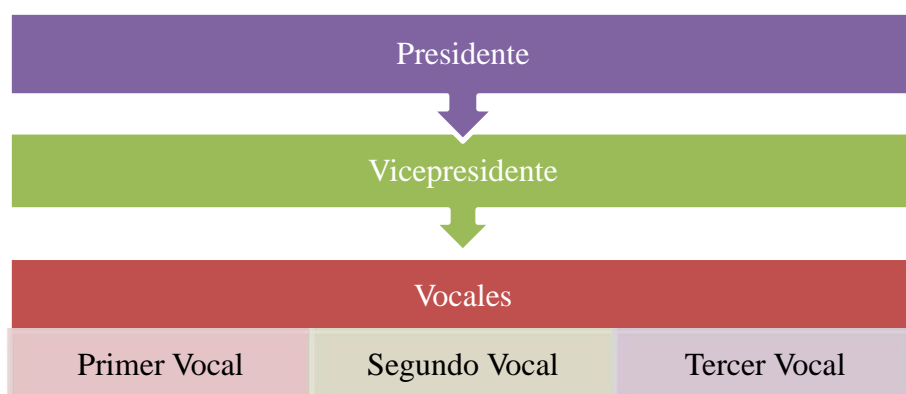 Presidente
Vicepresidente
Vocales
Primer Vocal Segundo Vocal Tercer Vocal